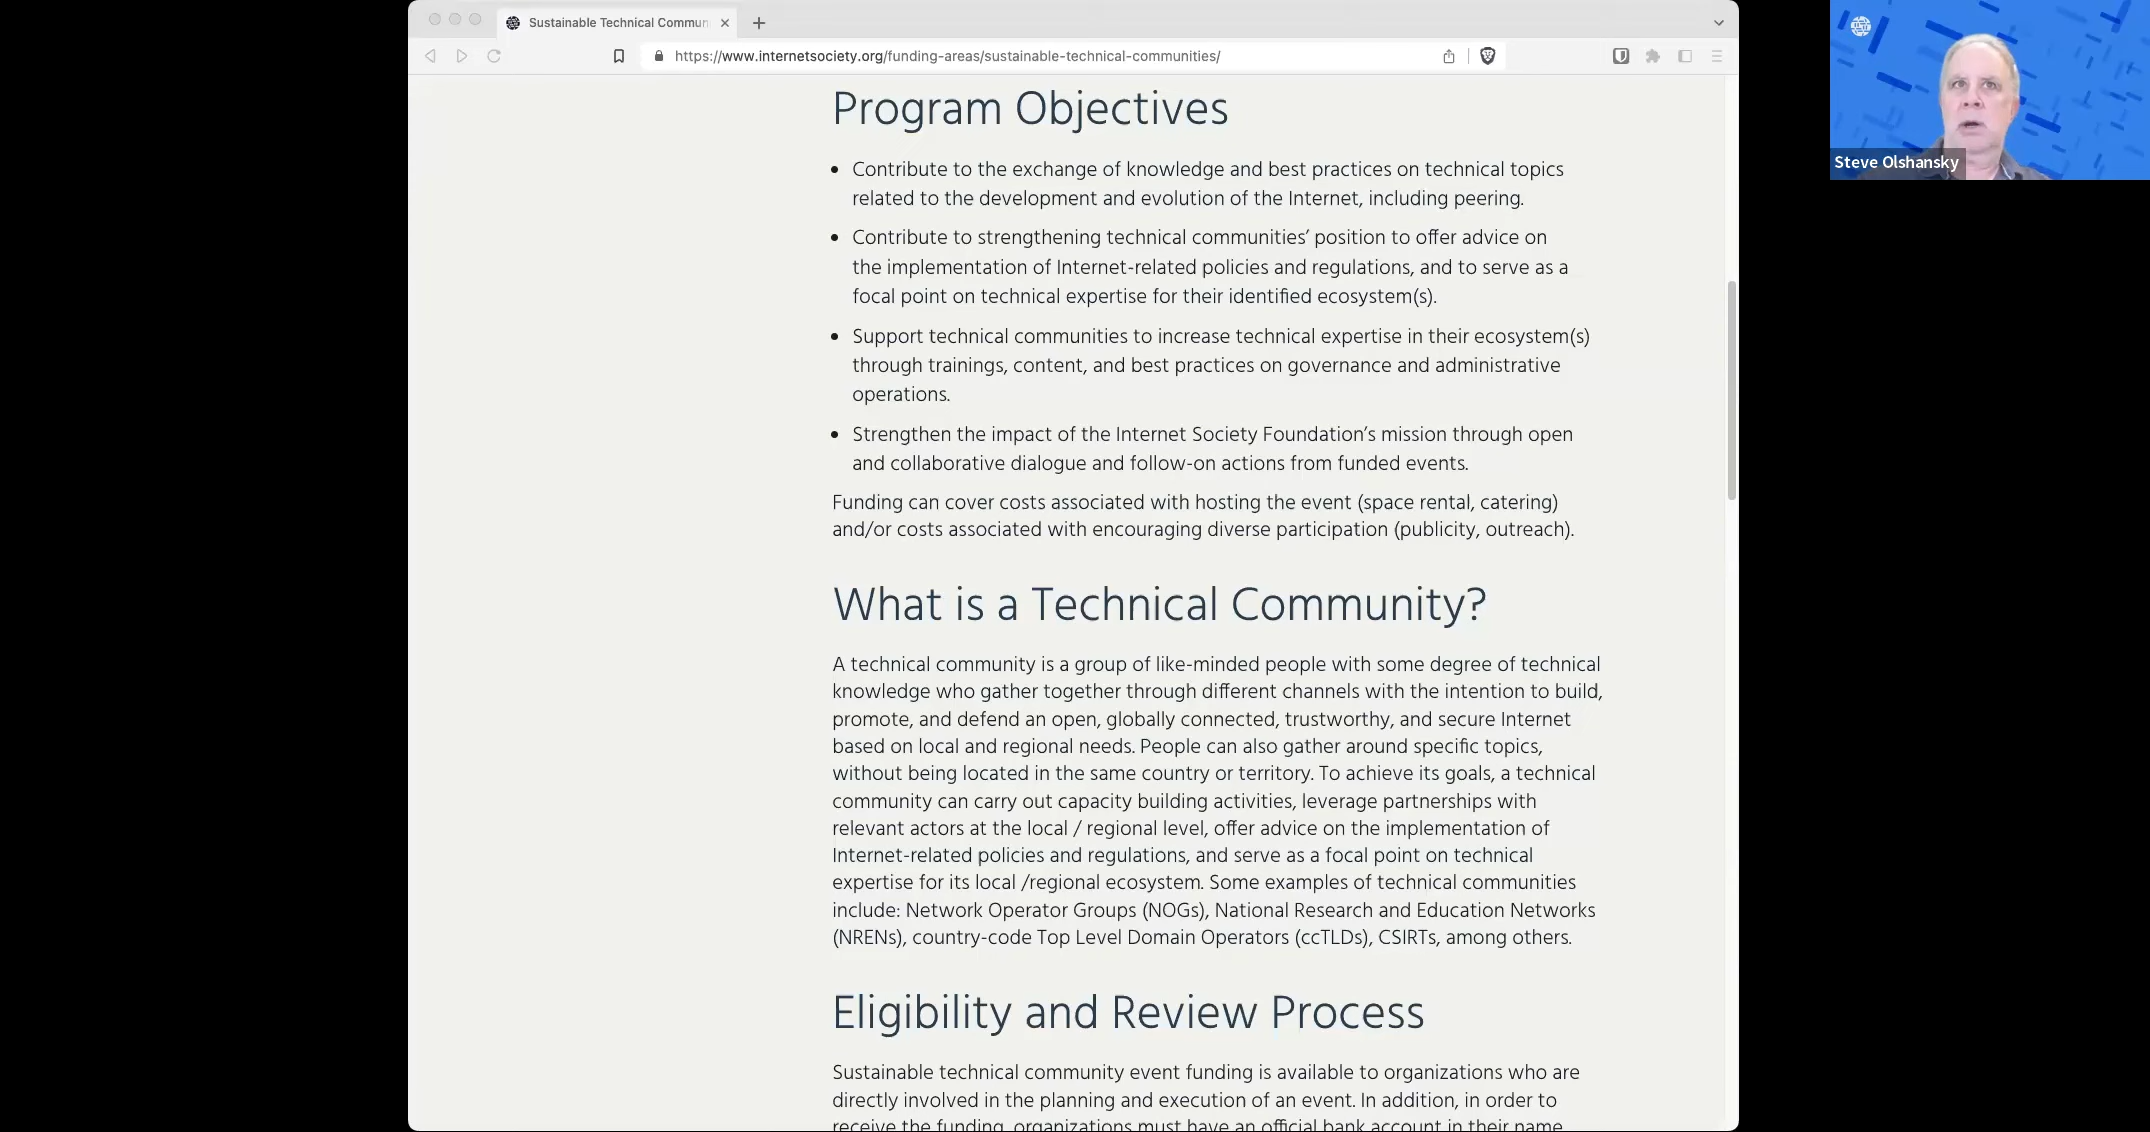 Sustainable Technical Commun
https://www.internetsociety.org/funding-areas/sustainable-technical-communities/
Steve Olshansky
Program Objectives
• Contribute to the exchange of knowledge and best practices on technical topics
related to the development and evolution of the Internet, including peering.
• Contribute to strengthening technical communities’ position to offer advice on
the implementation of Internet-related policies and regulations, and to serve as a
focal point on technical expertise for their identified ecosystem(s).
• Support technical communities to increase technical expertise in their ecosystem(s)
through trainings, content, and best practices on governance and administrative
operations.
• Strengthen the impact of the Internet Society Foundation’s mission through open
and collaborative dialogue and follow-on actions from funded events.
Funding can cover costs associated with hosting the event (space rental, catering)
and/or costs associated with encouraging diverse participation (publicity, outreach).
What is a Technical Community?
A technical community is a group of like-minded people with some degree of technical
knowledge who gather together through different channels with the intention to build,
promote, and defend an open, globally connected, trustworthy, and secure Internet
based on local and regional needs. People can also gather around specific topics,
without being located in the same country or territory. To achieve its goals, a technical
community can carry out capacity building activities, leverage partnerships with
relevant actors at the local / regional level, offer advice on the implementation of
Internet-related policies and regulations, and serve as a focal point on technical
expertise for its local /regional ecosystem. Some examples of technical communities
include: Network Operator Groups (NOGs), National Research and Education Networks
(NRENs), country-code Top Level Domain Operators (ccTLDs), CSIRTs, among others.
Eligibility and Review Process
Sustainable technical community event funding is available to organizations who are
directly involved in the planning and execution of an event. In addition, in order to
receive the funding, organizations must have an official bank account in their name